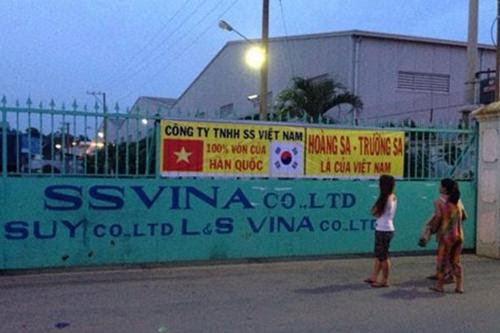 CÔNG TY TNHH SS VIỆT NAM
100% VỐN CỦA
HÀN QUỐC
HOÀNG SA - TRƯỜNG SA
LÀ CỦA VIỆT NAM
SSVINA CO.,LTD
SUY CO.,LTD L&S VINA CO.,LTD